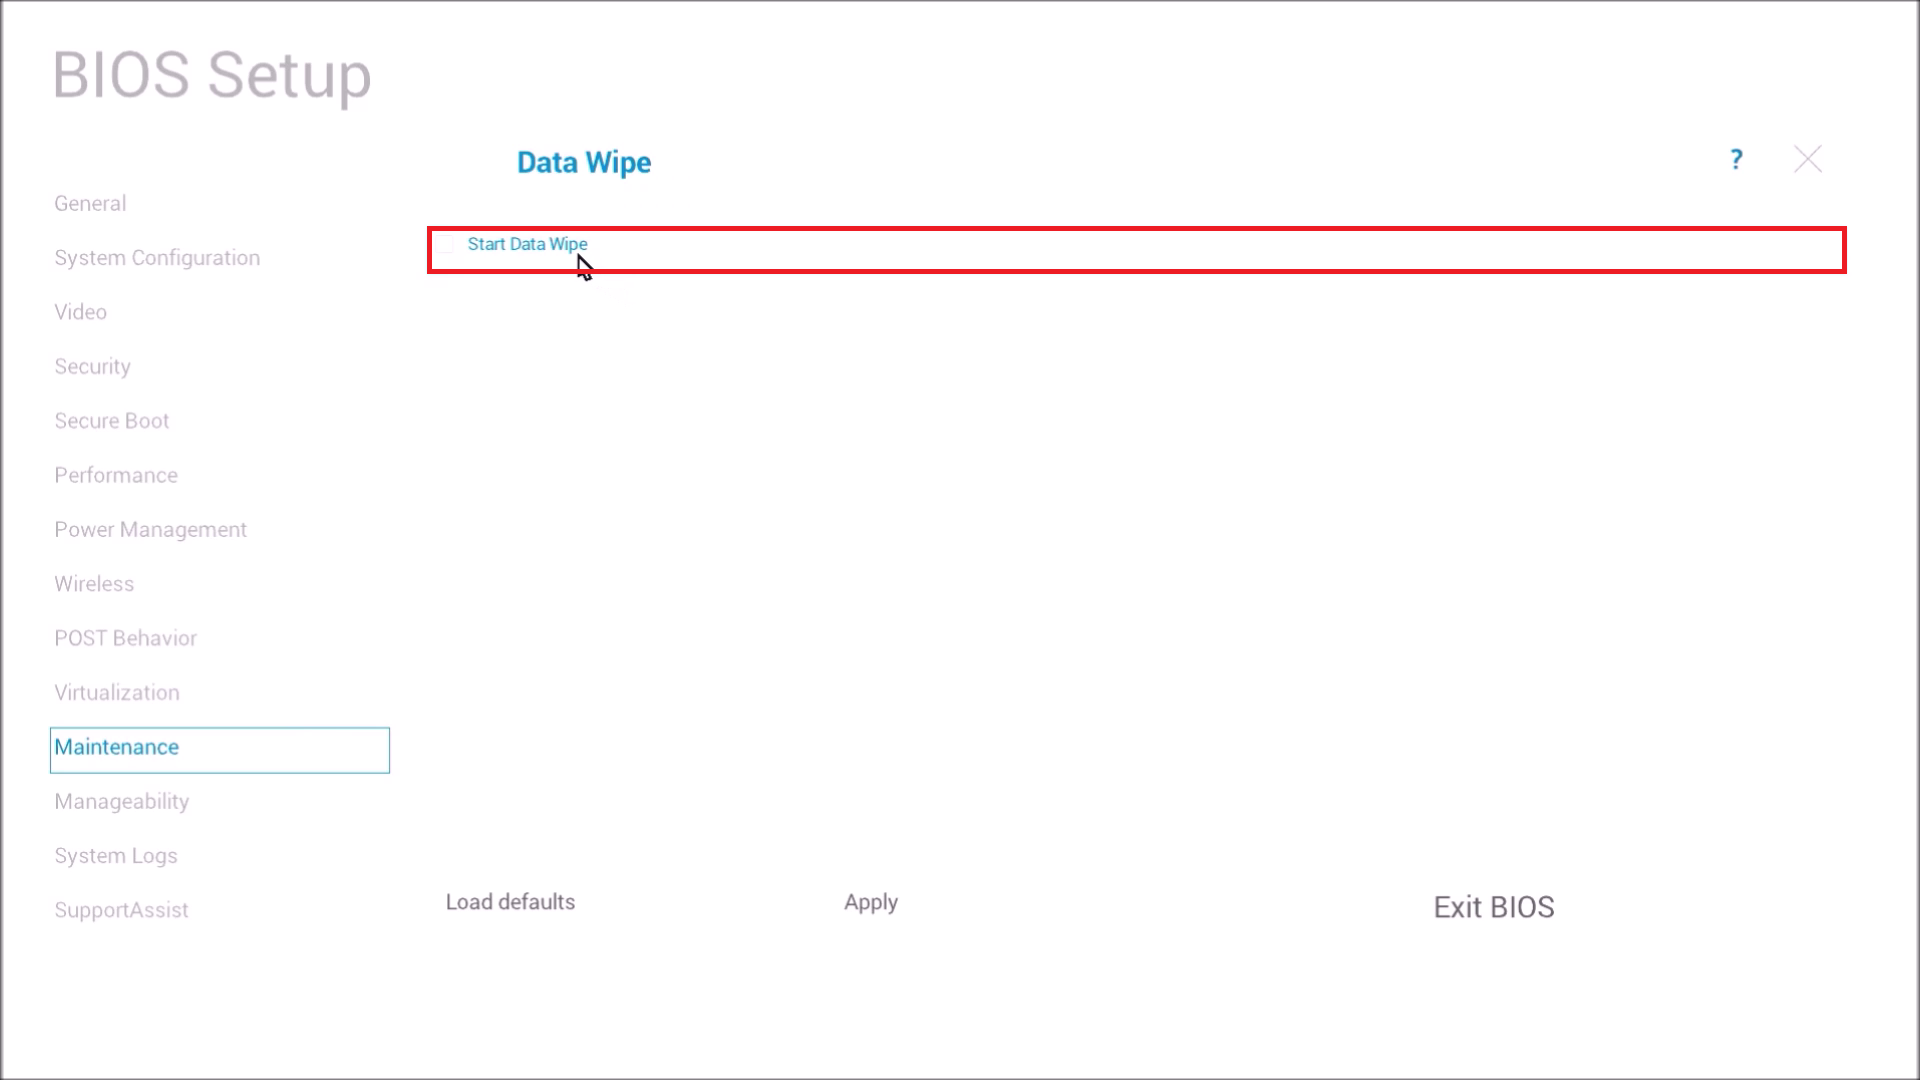 BIOS Setup
Data Wipe
?
General
Start Data Wipe
System Configuration
Video
Security
Secure Boot
Performance
Power Management
Wireless
POST Behavior
Virtualization
Maintenance
Manageability
System Logs
SupportAssist
Load defaults
Apply
Exit BIOS